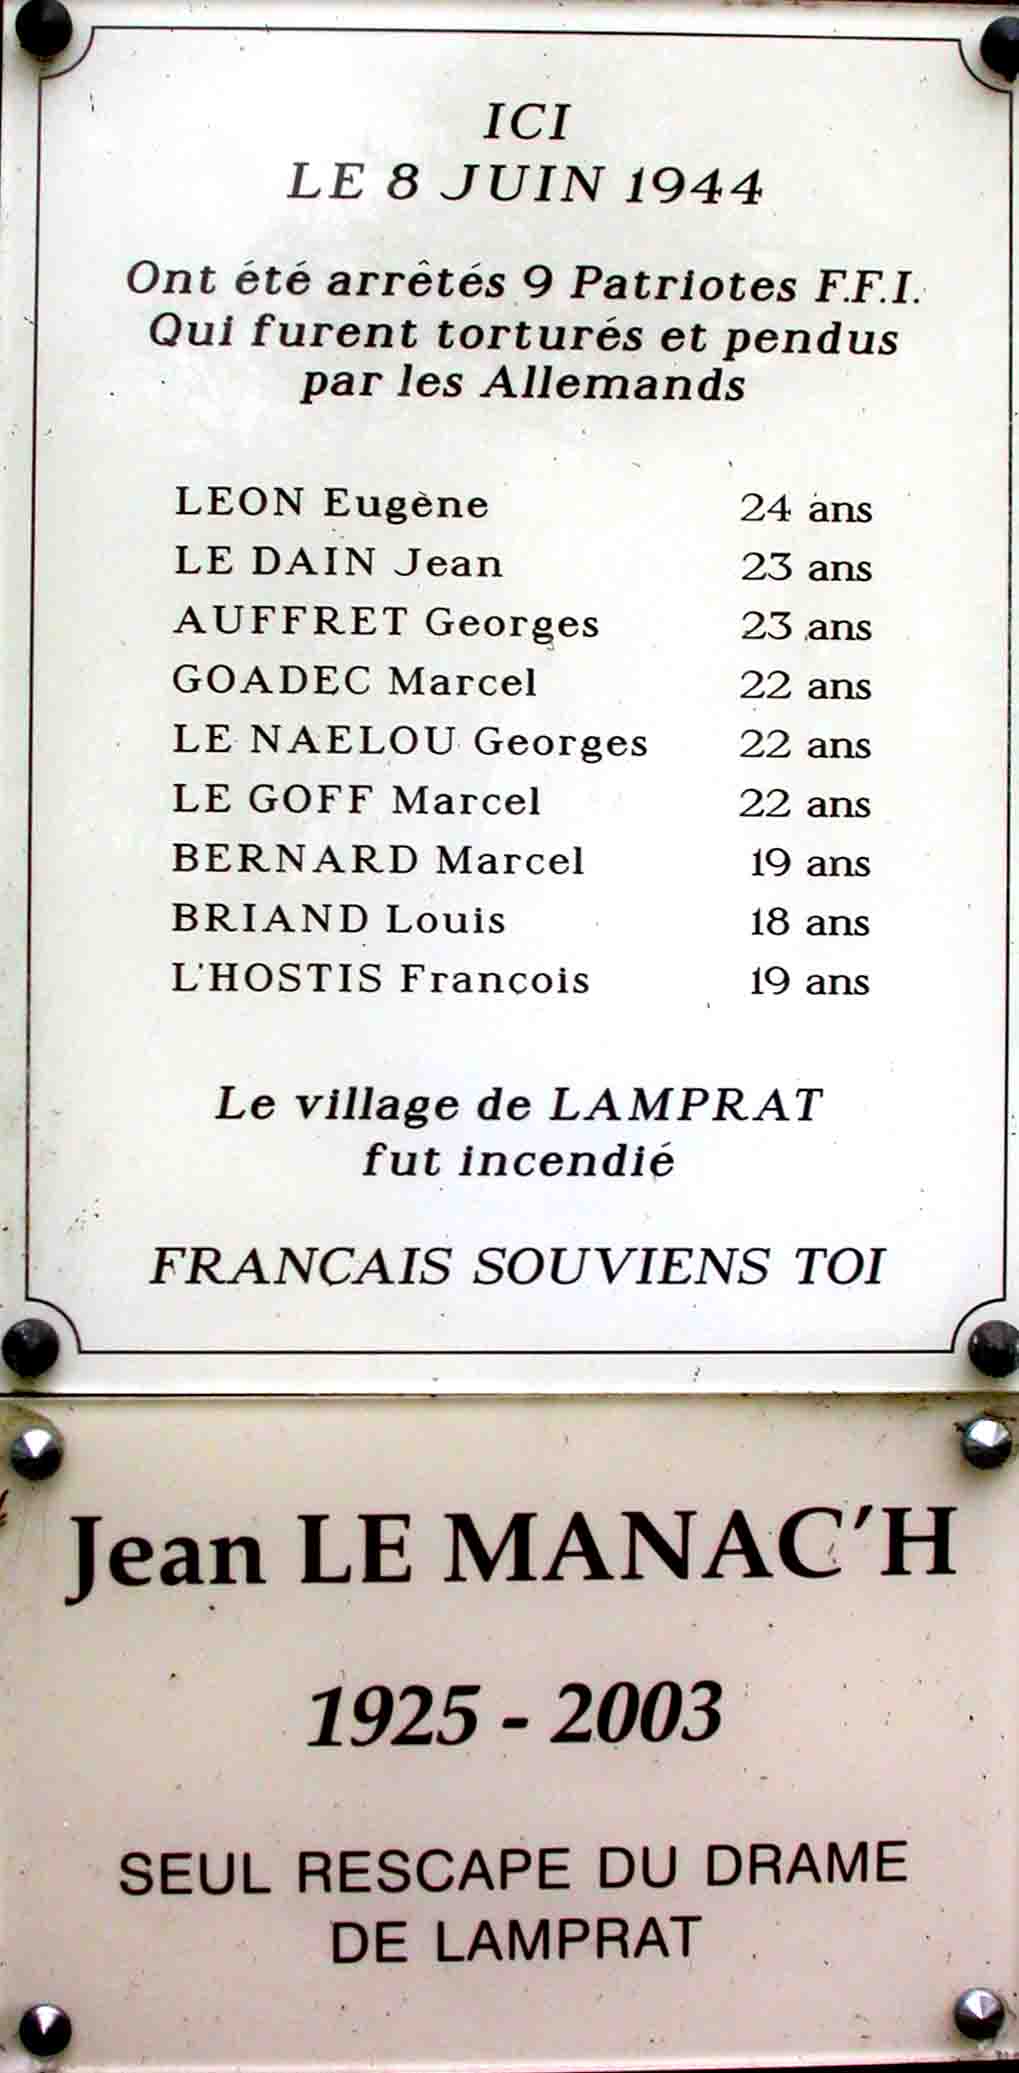 ICI
LE 8 JUIN 1944
Ont été arrêtés 9 Patriotes F.F.I.
Qui furent torturés et pendus
par les Allemands
LEON Eugène 24 ans
LE DAIN Jean 23 ans
AUFFRET Georges 23 ans
GOADEC Marcel 22 ans
LE NAELOU Georges 22 ans
LE GOFF Marcel 22 ans
BERNARD Marcel 19 ans
BRIAND Louis 18 ans
L'HOSTIS François 19 ans
Le village de LAMPRAT
fut incendié
FRANÇAIS SOUVIENS TOI
Jean LE MANAC'H
1925 - 2003
SEUL RESCAPE DU DRAME
DE LAMPRAT